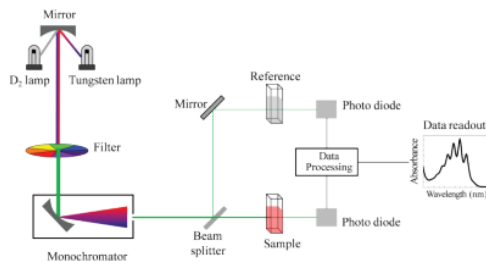 Mirror
D₂ lamp
Tungsten lamp
Filter
Monochromator
Mirror
Beam
splitter
Reference
Sample
Photo diode
Data
Processing
Photo diode
Data readout
Absorbance
Wavelength (nm)